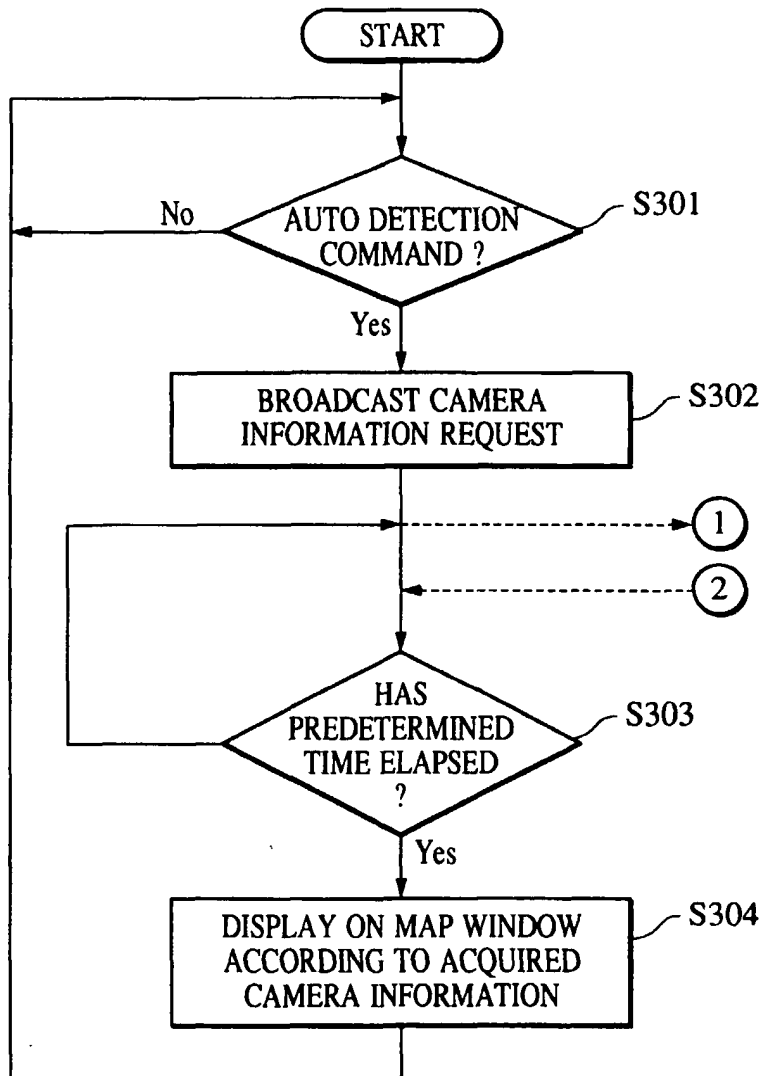 START
No
AUTO DETECTION
COMMAND ?
S301
Yes
BROADCAST CAMERA
INFORMATION REQUEST
S302
1
2
HAS
PREDETERMINED
TIME ELAPSED
?
S303
Yes
DISPLAY ON MAP WINDOW
ACCORDING TO ACQUIRED
CAMERA INFORMATION
S304